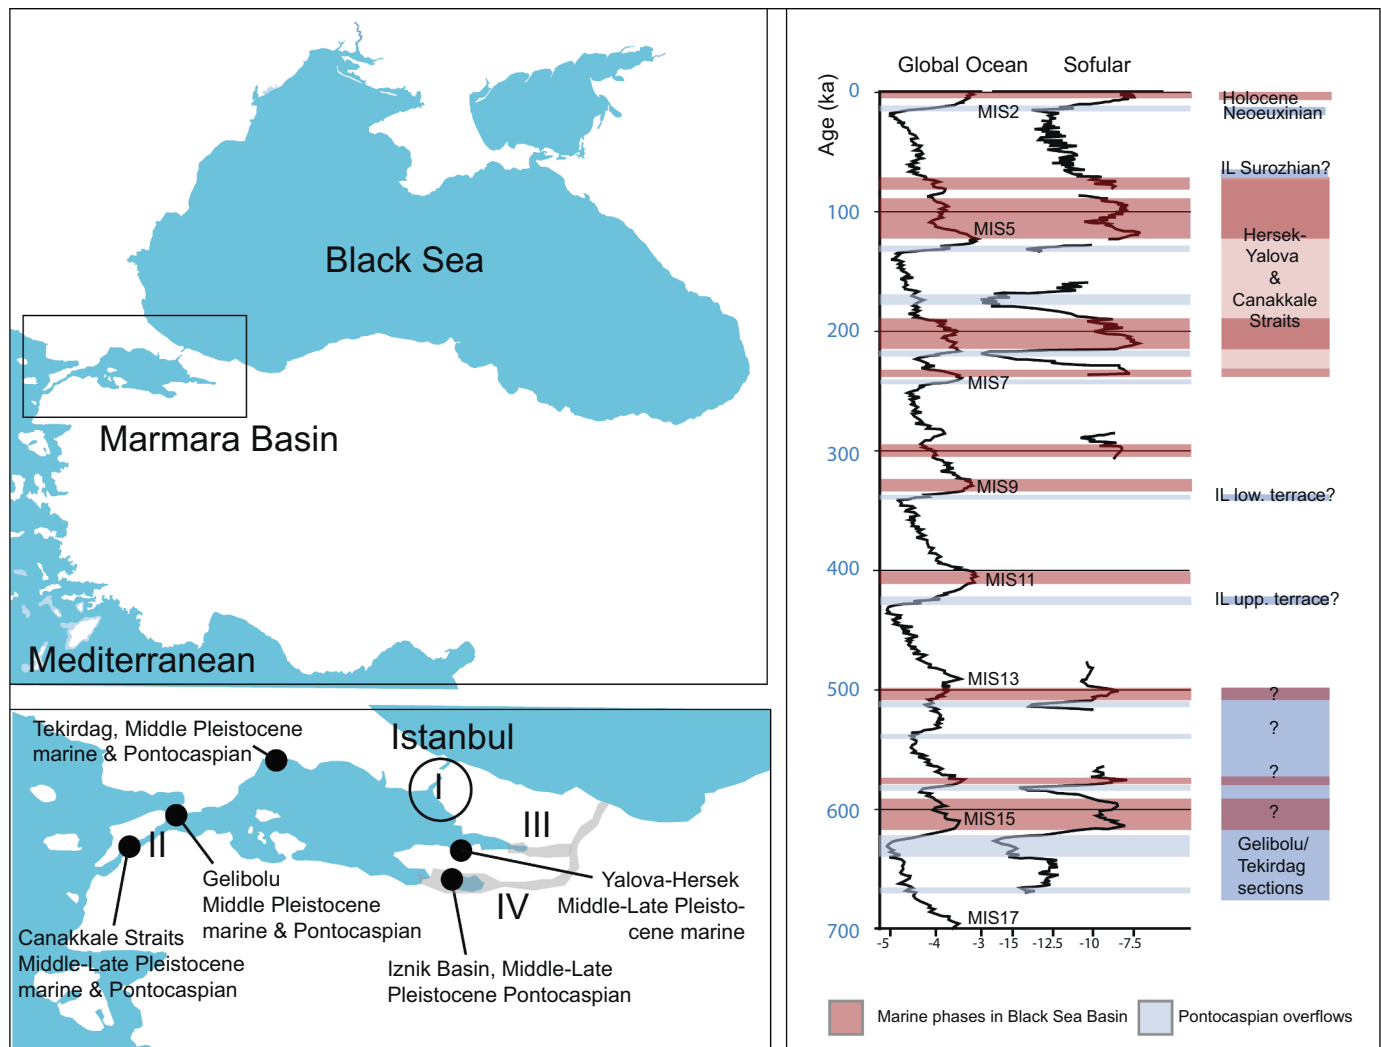 Black Sea
Marmara Basin
Mediterranean
Tekirdag, Middle Pleistocene
marine & Pontocaspian
Istanbul
I
II
III
IV
Gelibolu
Middle Pleistocene
marine & Pontocaspian
Canakkale Straits
Middle-Late Pleistocene
marine & Pontocaspian
Yalova-Hersek
Middle-Late Pleisto-
cene marine
Iznik Basin, Middle-Late
Pleistocene Pontocaspian
Global Ocean
Sofular
Age (ka)
0
100
200
300
400
500
600
700
MIS2
MIS5
MIS7
MIS9
MIS11
MIS13
MIS15
MIS17
-5
-4
-3
-15
-12.5
-10
-7.5
Holocene
Neoeuxinian
IL Surozhian?
Hersek-
Yalova
&
Canakkale
Straits
IL low. terrace?
IL upp. terrace?
?
?
?
?
Gelibolu/
Tekirdag
sections
Marine phases in Black Sea Basin
Pontocaspian overflows